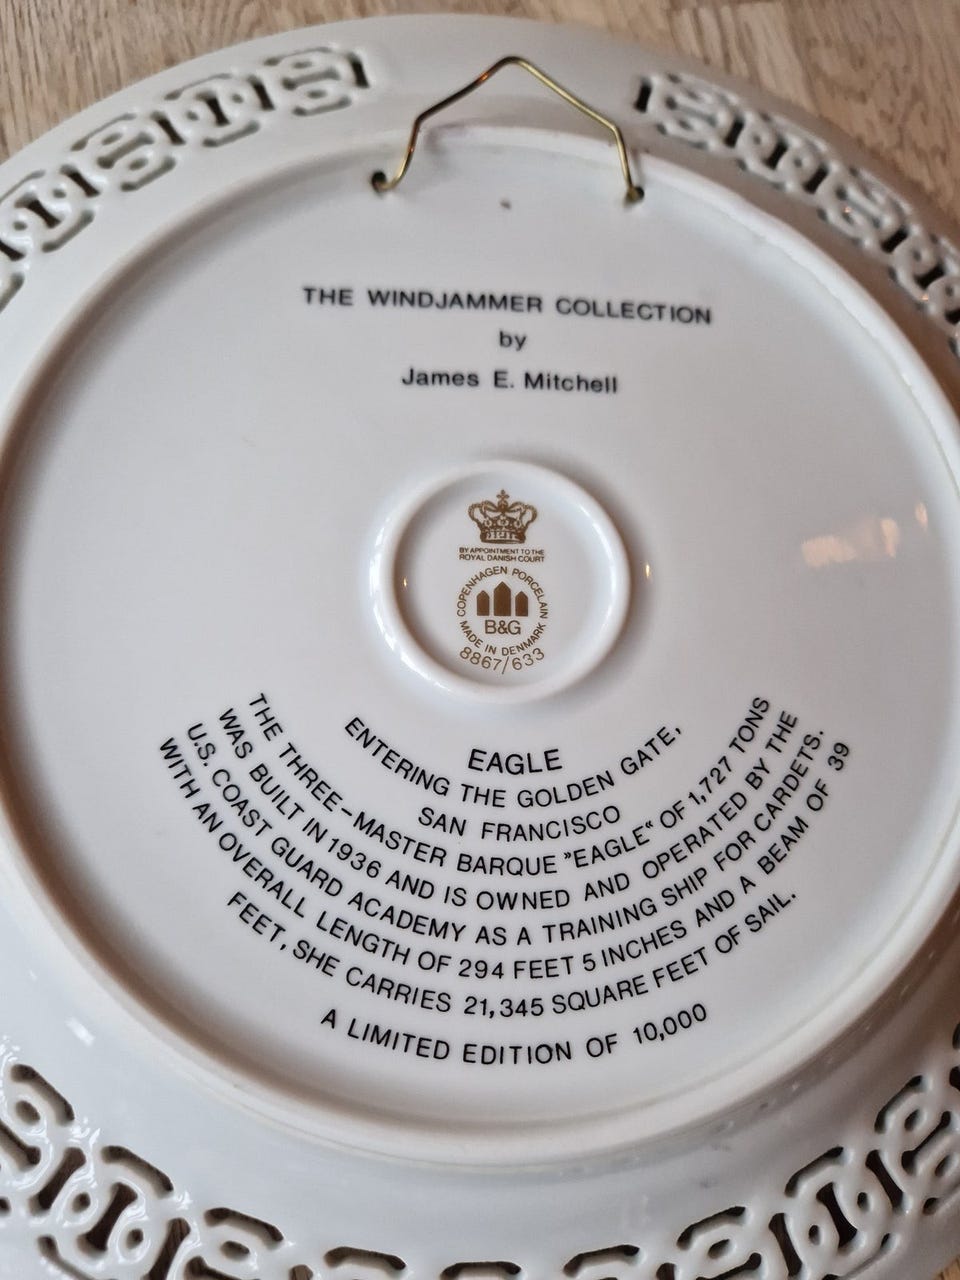 THE WINDJAMMER COLLECTION
by
James E. Mitchell
BY APPOINTMENT TO THE
ROYAL DANISH COURT
COPENHAGEN PORCELAIN
B&G
MADE IN DENMARK
8867/633
EAGLE
ENTERING THE GOLDEN GATE,
SAN FRANCISCO
THE THREE-MASTER BARQUE "EAGLE" OF 1,727 TONS
WAS BUILT IN 1936 AND IS OWNED AND OPERATED BY THE
U.S. COAST GUARD ACADEMY AS A TRAINING SHIP FOR CARDETS.
WITH AN OVERALL LENGTH OF 294 FEET 5 INCHES AND A BEAM OF 39
FEET, SHE CARRIES 21,345 SQUARE FEET OF SAIL.
A LIMITED EDITION OF 10,000